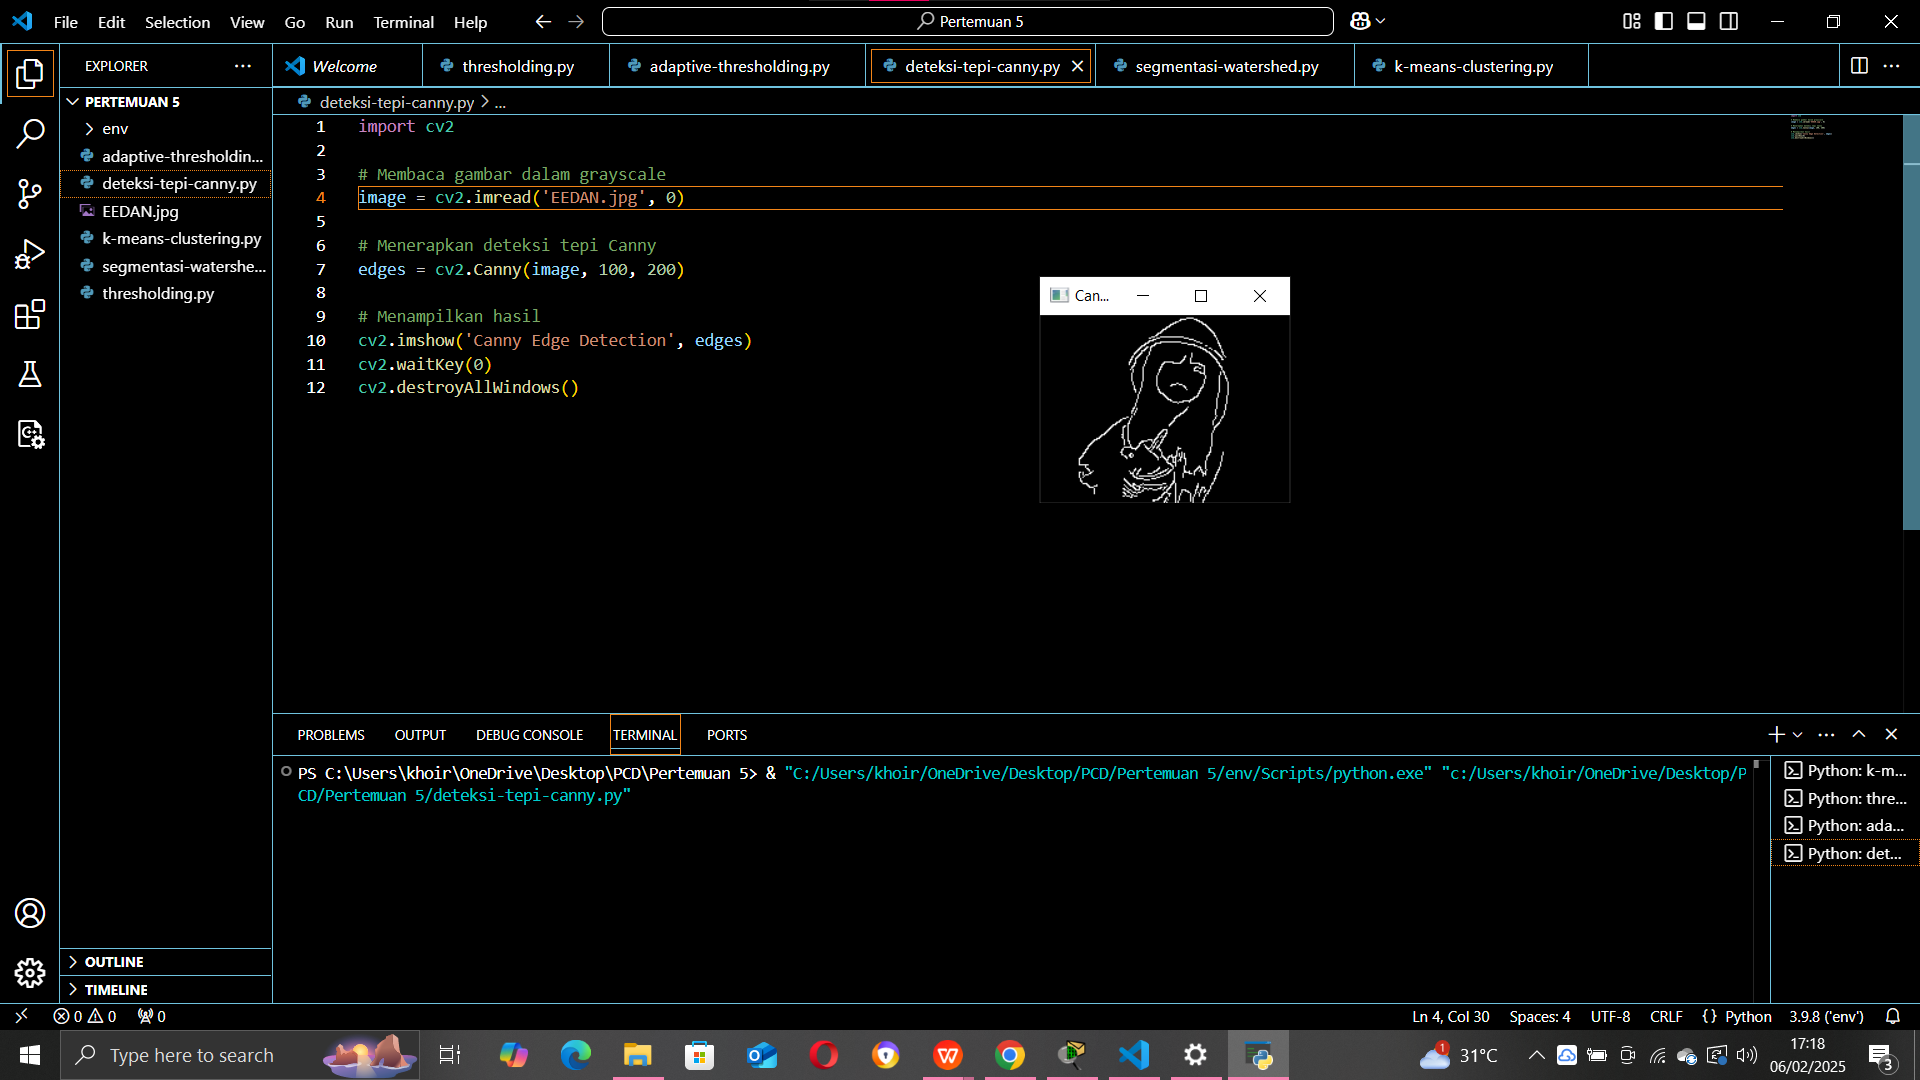 File Edit Selection View Go Run Terminal Help
Pertemuan 5
EXPLORER
PERTEMUAN 5
env
adaptive-thresholdin...
deteksi-tepi-canny.py
EEDAN.jpg
k-means-clustering.py
segmentasi-watershe...
thresholding.py
OUTLINE
TIMELINE
Welcome thresholding.py adaptive-thresholding.py deteksi-tepi-canny.py segmentasi-watershed.py k-means-clustering.py
deteksi-tepi-canny.py > ...
1 import cv2
2
3 # Membaca gambar dalam grayscale
4 image = cv2.imread('EEDAN.jpg', 0)
5
6 # Menerapkan deteksi tepi Canny
7 edges = cv2.Canny(image, 100, 200)
8
9 # Menampilkan hasil
10 cv2.imshow('Canny Edge Detection', edges)
11 cv2.waitKey(0)
12 cv2.destroyAllWindows()
Can...
PROBLEMS OUTPUT DEBUG CONSOLE TERMINAL PORTS
PS C:\Users\khoir\OneDrive\Desktop\PCD\Pertemuan 5> & "C:/Users/khoir/OneDrive/Desktop/PCD/Pertemuan 5/env/Scripts/python.exe" "c:/Users/khoir/OneDrive/Desktop/P
CD/Pertemuan 5/deteksi-tepi-canny.py"
Python: k-m...
Python: thre...
Python: ada...
Python: det...
0 0 0
Ln 4, Col 30 Spaces: 4 UTF-8 CRLF {} Python 3.9.8 ('env')
Type here to search
1 31°C
17:18
06/02/2025
3